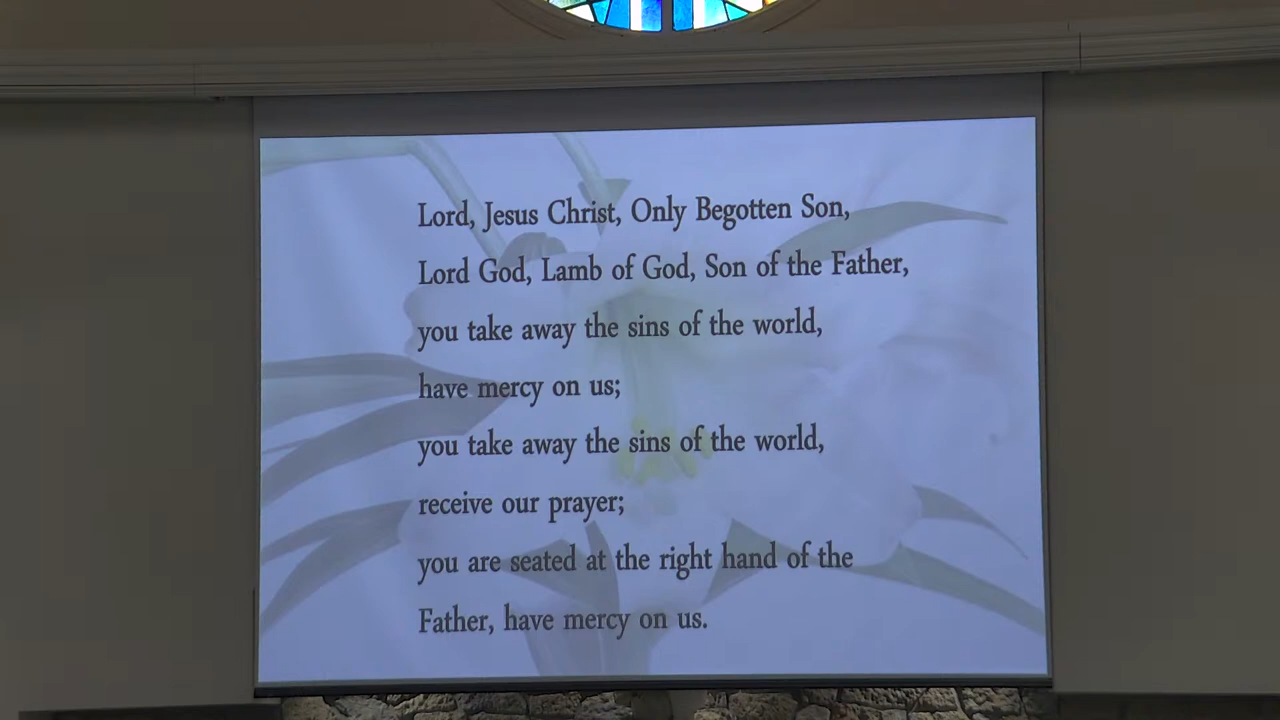 Lord, Jesus Christ, Only Begotten Son,
Lord God, Lamb of God, Son of the Father,
you take away the sins of the world,
have mercy on us;
you take away the sins of the world,
receive our prayer;
you are seated at the right hand of the
Father, have mercy on us.